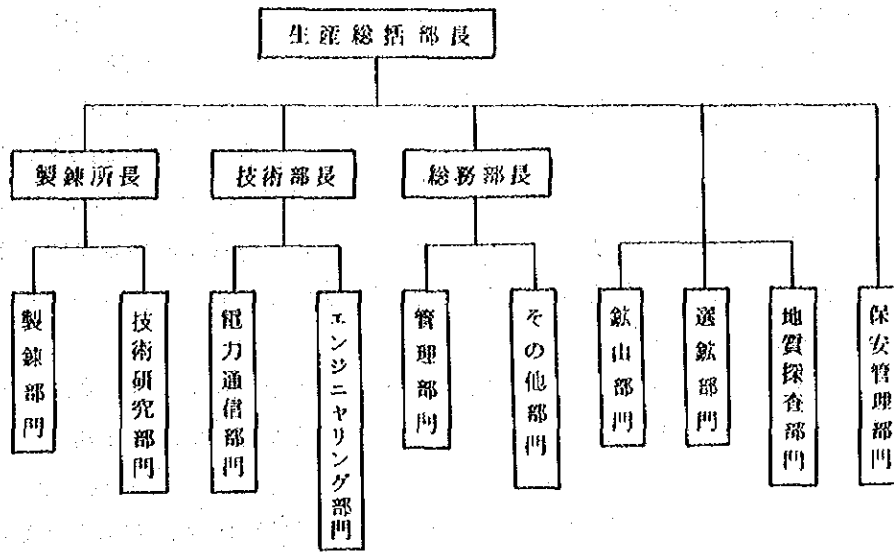 生産総括部長
製錬所長
技術部長
総務部長
製錬部門
技術研究部門
電力通信部門
エンジニヤリング部門
管理部門
その他部門
鉱山部門
選鉱部門
地質探査部門
保安管理部門